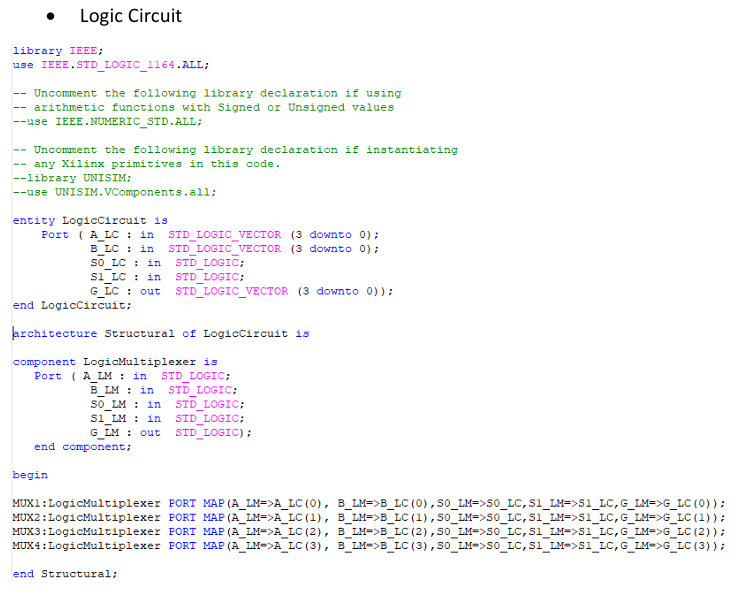 • Logic Circuit
library IEEE;
use IEEE.STD_LOGIC_1164.ALL;
-- Uncomment the following library declaration if using
-- arithmetic functions with Signed or Unsigned values
--use IEEE.NUMERIC_STD.ALL;
-- Uncomment the following library declaration if instantiating
-- any Xilinx primitives in this code.
--library UNISIM;
--use UNISIM.VComponents.all;
entity LogicCircuit is
Port ( A_LC : in STD_LOGIC_VECTOR (3 downto 0);
B_LC : in STD_LOGIC_VECTOR (3 downto 0);
S0_LC : in STD_LOGIC;
S1_LC : in STD_LOGIC;
G_LC : out STD_LOGIC_VECTOR (3 downto 0));
end LogicCircuit;
architecture Structural of LogicCircuit is
component LogicMultiplexer is
Port ( A_LM : in STD_LOGIC;
B_LM : in STD_LOGIC;
S0_LM : in STD_LOGIC;
S1_LM : in STD_LOGIC;
G_LM : out STD_LOGIC);
end component;
begin
MUX1:LogicMultiplexer PORT MAP(A_LM=>A_LC(0), B_LM=>B_LC(0),S0_LM=>S0_LC,S1_LM=>S1_LC,G_LM=>G_LC(0));
MUX2:LogicMultiplexer PORT MAP(A_LM=>A_LC(1), B_LM=>B_LC(1),S0_LM=>S0_LC,S1_LM=>S1_LC,G_LM=>G_LC(1));
MUX3:LogicMultiplexer PORT MAP(A_LM=>A_LC(2), B_LM=>B_LC(2),S0_LM=>S0_LC,S1_LM=>S1_LC,G_LM=>G_LC(2));
MUX4:LogicMultiplexer PORT MAP(A_LM=>A_LC(3), B_LM=>B_LC(3),S0_LM=>S0_LC,S1_LM=>S1_LC,G_LM=>G_LC(3));
end Structural;